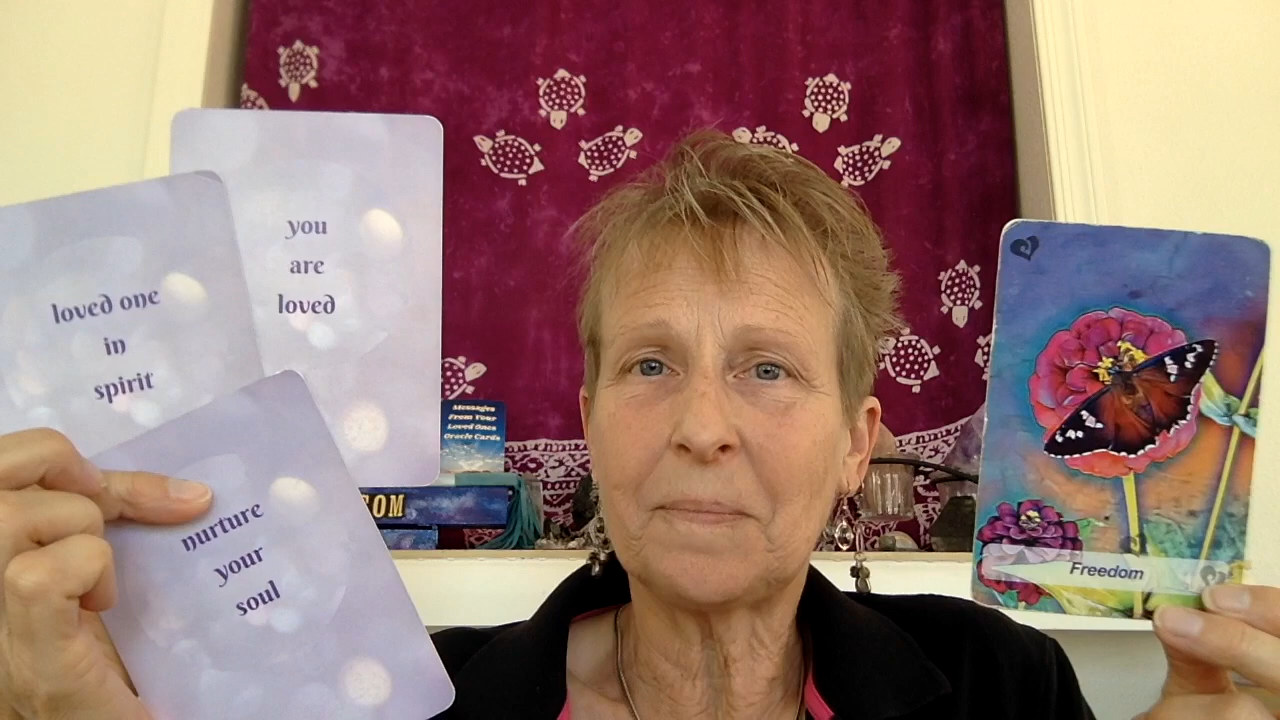 you
are
loved
loved one
in
spirit
nurture
your
soul
Messages
From Your
Loved Ones
Oracle Cards
Freedom